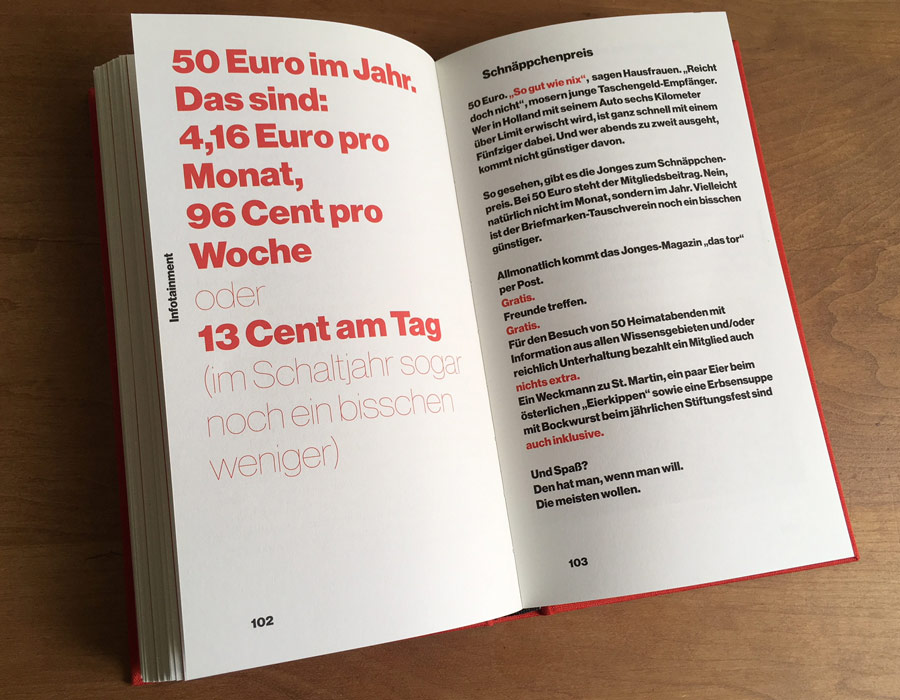 50 Euro im Jahr.
Das sind:
4,16 Euro pro
Monat,
96 Cent pro
Woche
oder
13 Cent am Tag
(im Schaltjahr sogar
noch ein bisschen
weniger)
Infotainment
102
Schnäppchenpreis
50 Euro. „So gut wie nix“, sagen Hausfrauen. „Reicht
doch nicht“, mosern junge Taschengeld-Empfänger.
Wer in Holland mit seinem Auto sechs Kilometer
über Limit erwischt wird, ist ganz schnell mit einem
Fünfziger dabei. Und wer abends zu zweit ausgeht,
kommt nicht günstiger davon.
So gesehen, gibt es die Jonges zum Schnäppchen-
preis. Bei 50 Euro steht der Mitgliedsbeitrag. Nein,
natürlich nicht im Monat, sondern im Jahr. Vielleicht
ist der Briefmarken-Tauschverein noch ein bisschen
günstiger.
Allmonatlich kommt das Jonges-Magazin „das tor“
per Post.
Gratis.
Freunde treffen.
Gratis.
Für den Besuch von 50 Heimatabenden mit
Information aus allen Wissensgebieten und/oder
reichlich Unterhaltung bezahlt ein Mitglied auch
nichts extra.
Ein Weckmann zu St. Martin, ein paar Eier beim
österlichen „Eierkippen“ sowie eine Erbsensuppe
mit Bockwurst beim jährlichen Stiftungsfest sind
auch inklusive.
Und Spaß?
Den hat man, wenn man will.
Die meisten wollen.
103